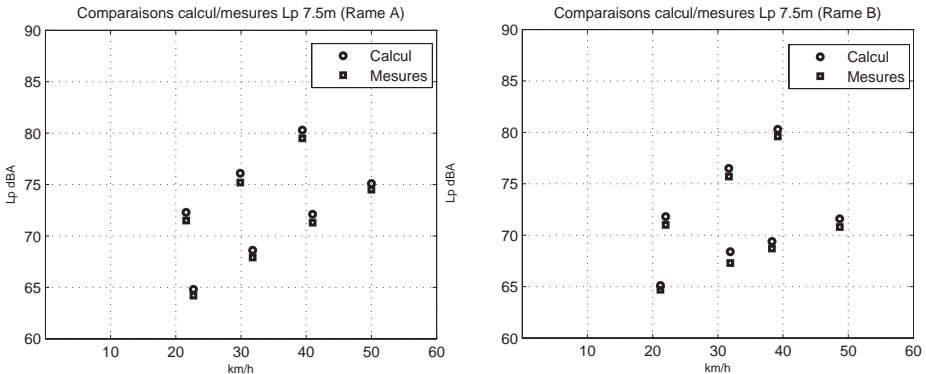 Comparaisons calcul/mesures Lp 7.5m (Rame A)
90
85
80
75
70
65
60
10
20
30
40
50
60
km/h
Lp dBA
Calcul
Mesures
Comparaisons calcul/mesures Lp 7.5m (Rame B)
90
85
80
75
70
65
60
10
20
30
40
50
60
km/h
Lp dBA
Calcul
Mesures